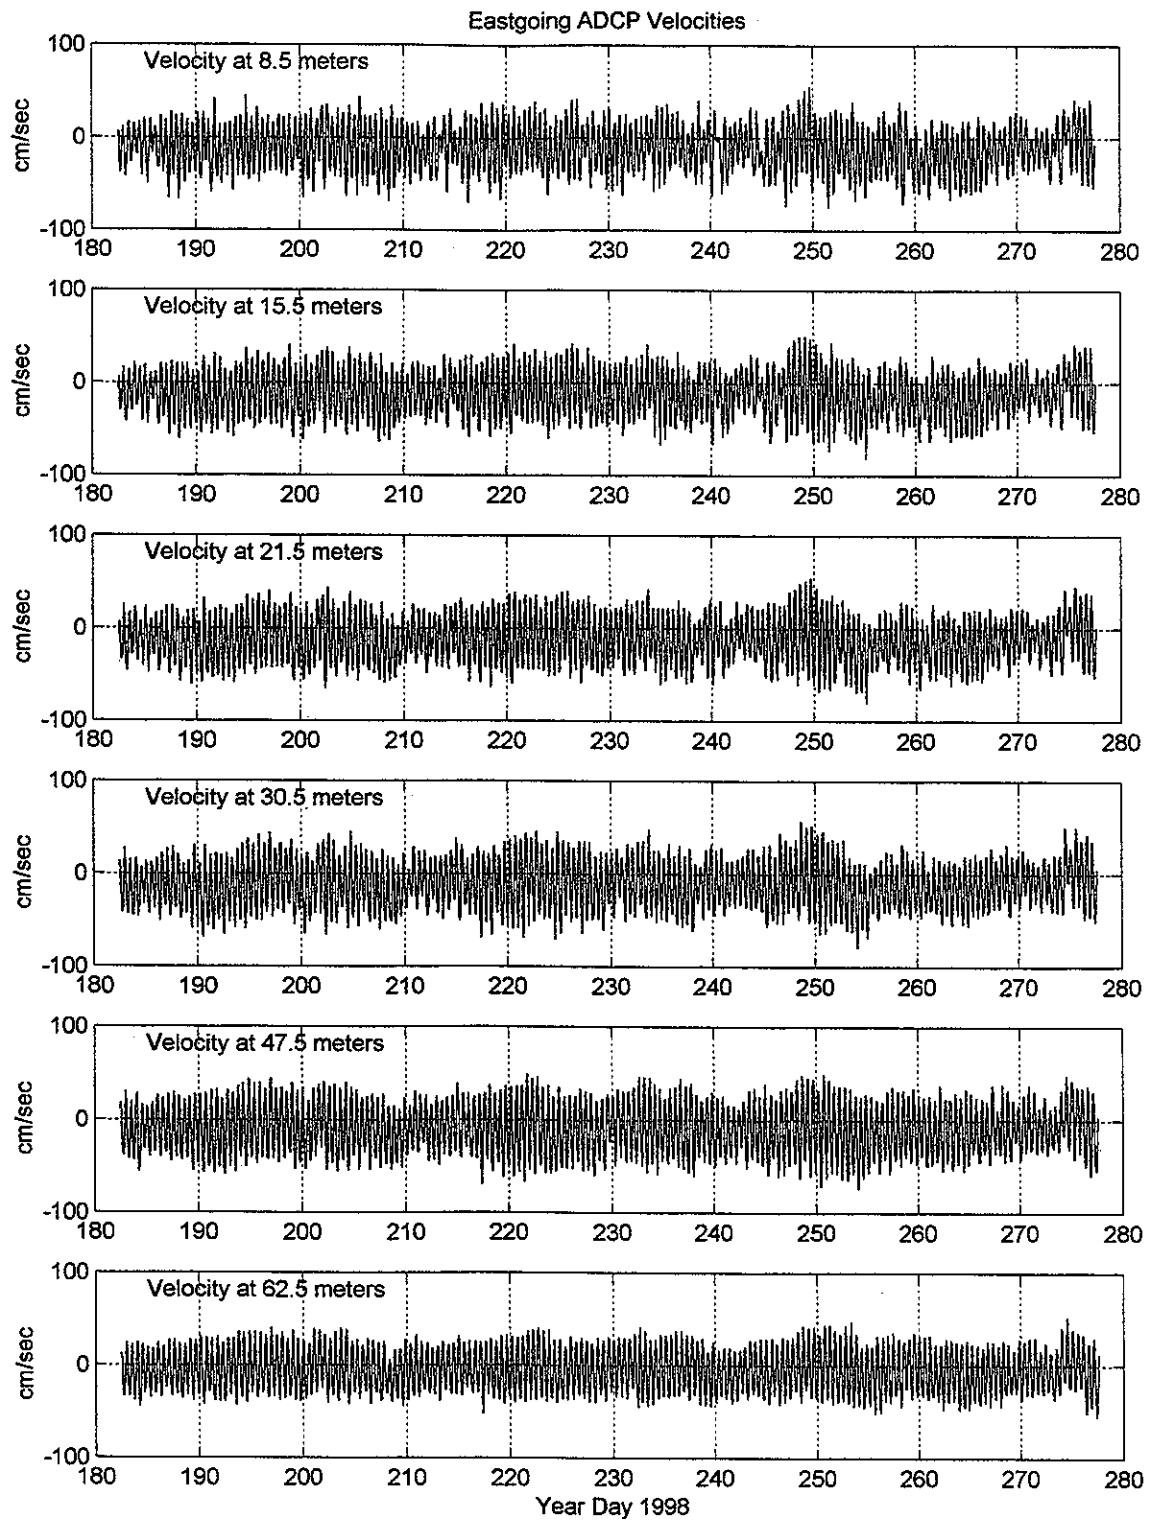 Eastgoing ADCP Velocities
Velocity at 8.5 meters
100
0
-100
cm/sec
180 190 200 210 220 230 240 250 260 270 280
Velocity at 15.5 meters
100
0
-100
cm/sec
180 190 200 210 220 230 240 250 260 270 280
Velocity at 21.5 meters
100
0
-100
cm/sec
180 190 200 210 220 230 240 250 260 270 280
Velocity at 30.5 meters
100
0
-100
cm/sec
180 190 200 210 220 230 240 250 260 270 280
Velocity at 47.5 meters
100
0
-100
cm/sec
180 190 200 210 220 230 240 250 260 270 280
Velocity at 62.5 meters
100
0
-100
cm/sec
180 190 200 210 220 230 240 250 260 270 280
Year Day 1998